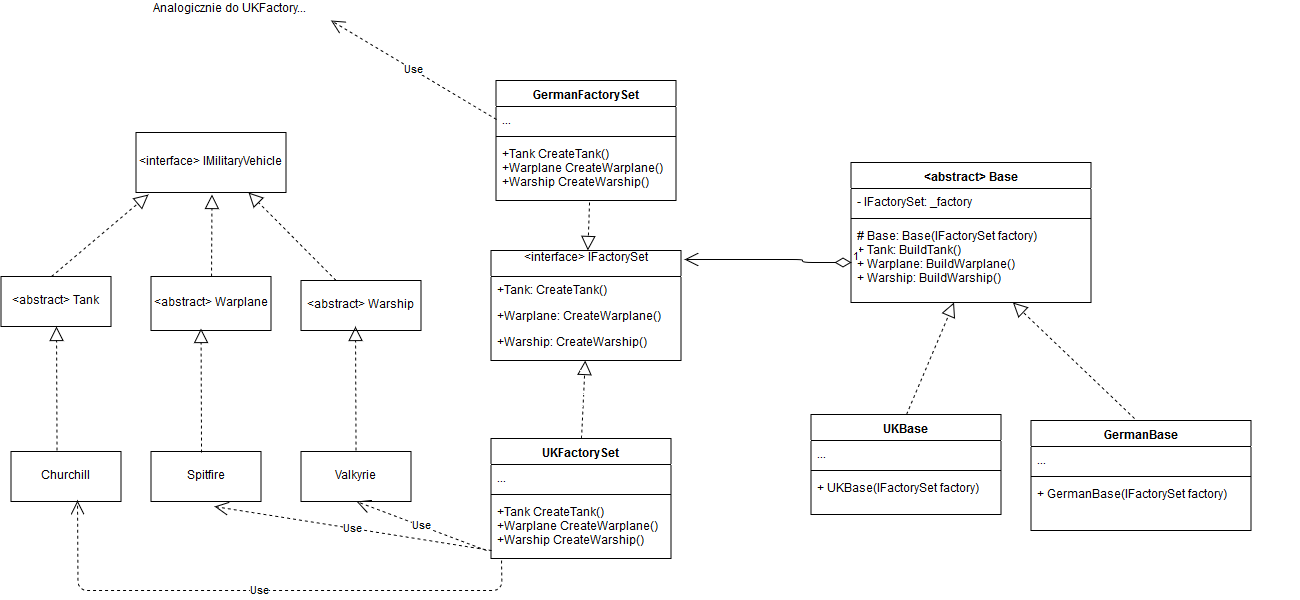 Analogicznie do UKFactory...
Use
GermanFactorySet
...
+Tank CreateTank()
+Warplane CreateWarplane()
+Warship CreateWarship()
<interface> IMilitaryVehicle
<abstract> Base
- IFactorySet: _factory
# Base: Base(IFactorySet factory)
+ Tank: BuildTank()
+ Warplane: BuildWarplane()
+ Warship: BuildWarship()
1
<interface> IFactorySet
+Tank: CreateTank()
+Warplane: CreateWarplane()
+Warship: CreateWarship()
<abstract> Tank
<abstract> Warplane
<abstract> Warship
UKBase
...
+ UKBase(IFactorySet factory)
GermanBase
...
+ GermanBase(IFactorySet factory)
Churchill
Spitfire
Valkyrie
UKFactorySet
...
+Tank CreateTank()
+Warplane CreateWarplane()
+Warship CreateWarship()
Use
Use
Use